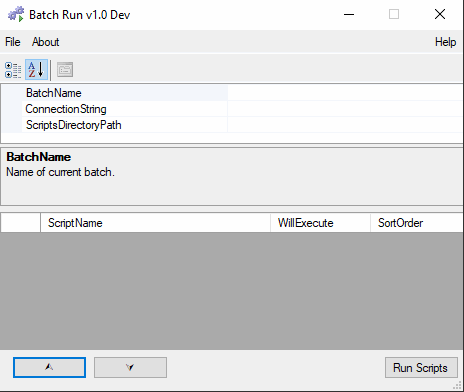 Batch Run v1.0 Dev
File About Help
BatchName
ConnectionString
ScriptsDirectoryPath
BatchName
Name of current batch.
ScriptName WillExecute SortOrder
Run Scripts